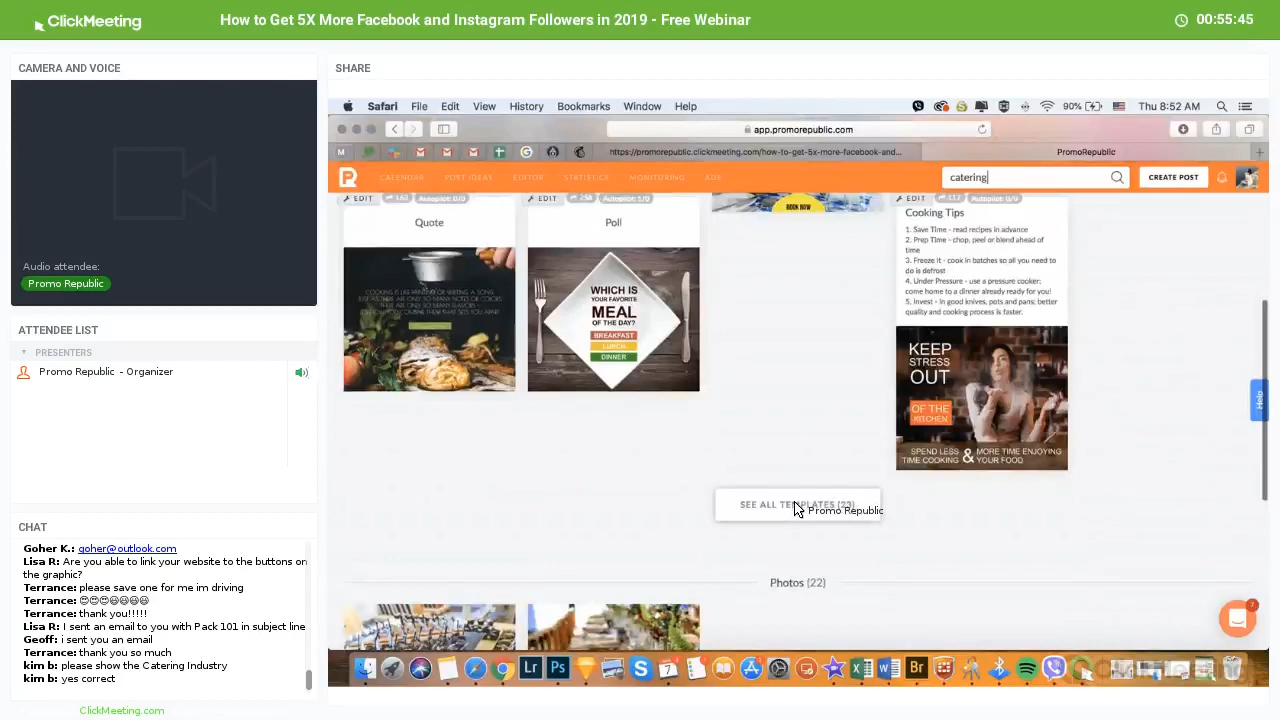 ClickMeeting
How to Get 5X More Facebook and Instagram Followers in 2019 - Free Webinar
00:55:45
CAMERA AND VOICE
Audio attendee:
Promo Republic
ATTENDEE LIST
PRESENTERS
Promo Republic - Organizer
CHAT
Goher K.: goher@outlook.com
Lisa R: Are you able to link your website to the buttons on
the graphic?
Terrance: please save one for me im driving
Terrance: 😊😊😊😊😊😊😊
Terrance: thank you!!!!!
Lisa R: I sent an email to you with Pack 101 in subject line
Geoff: i sent you an email
Terrance: thank you so much
kim b: please show the Catering Industry
kim b: yes correct
ClickMeeting.com
SHARE
Safari File Edit View History Bookmarks Window Help
90%
Thu 8:52 AM
app.promorepublic.com
https://promorepublic.clickmeeting.com/how-to-get-5x-more-facebook-and...
PromoRepublic
CALENDAR POST IDEAS EDITOR STATISTICS MONITORING ADS
catering
CREATE POST
EDIT
Quote
EDIT
Poll
WHICH IS
YOUR FAVORITE
MEAL
OF THE DAY?
BREAKFAST
LUNCH
DINNER
BOOK NOW
EDIT
Cooking Tips
1. Save Time - read recipes in advance
2. Prep Time - chop, peel or blend ahead of
time
3. Freeze It - cook in batches so all you need to
do is defrost
4. Under Pressure - use a pressure cooker;
come home to a dinner already ready for you!
5. Invest - in good knives, pots and pans; better
quality and cooking process is faster.
KEEP
STRESS
OUT
OF THE
KITCHEN
SPEND LESS
TIME COOKING
&
MORE TIME ENJOYING
YOUR FOOD
SEE ALL TEMPLATES
Promo Republic
Photos (22)
Help
7
Lr
Ps
Br